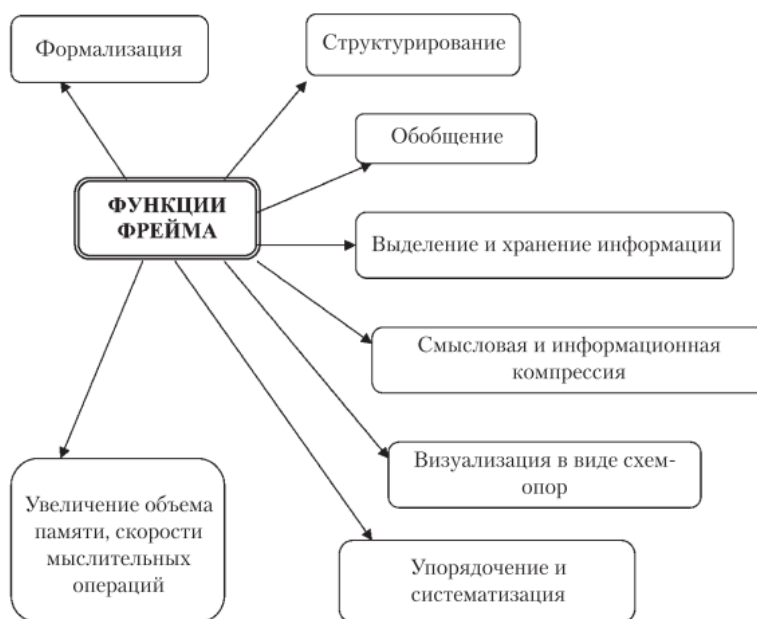 Формализация
Структурирование
Обобщение
ФУНКЦИИ
ФРЕЙМА
Выделение и хранение информации
Смысловая и информационная
компрессия
Визуализация в виде схем-
опор
Увеличение объема
памяти, скорости
мыслительных
операций
Упорядочение и
систематизация